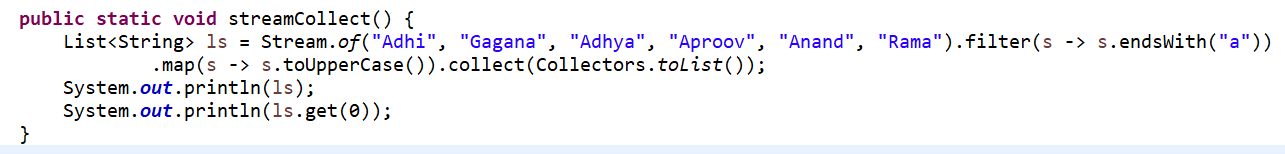 public static void streamCollect() {
    List<String> ls = Stream.of("Adhi", "Gagana", "Adhya", "Aproov", "Anand", "Rama").filter(s -> s.endsWith("a"))
            .map(s -> s.toUpperCase()).collect(Collectors.toList());
    System.out.println(ls);
    System.out.println(ls.get(0));
}